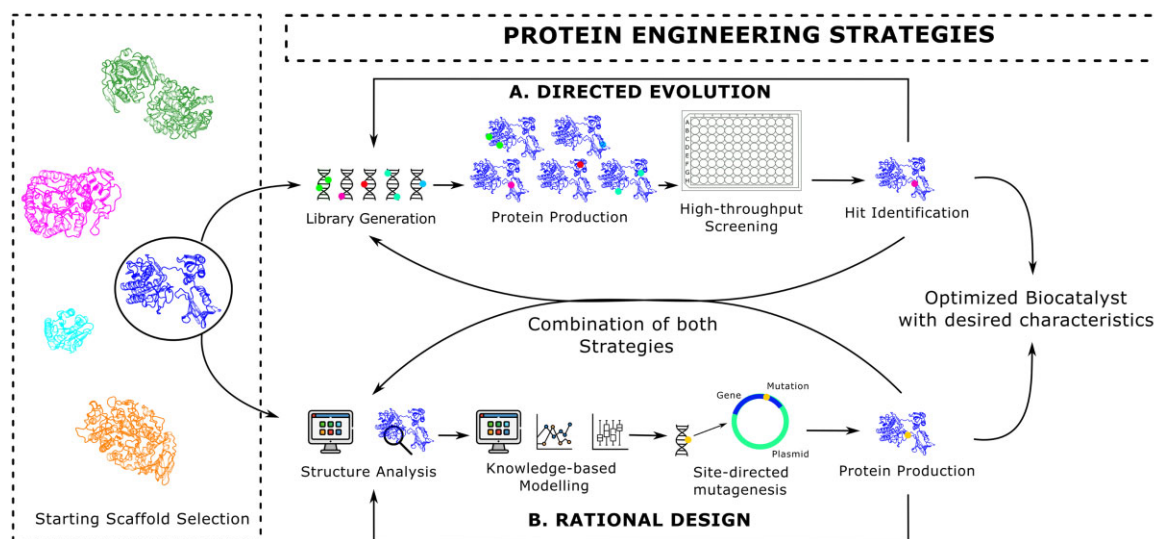 PROTEIN ENGINEERING STRATEGIES
A. DIRECTED EVOLUTION
A
B
C
D
E
F
G
H
Library Generation
Protein Production
High-throughput
Screening
Hit Identification
Combination of both
Strategies
Optimized Biocatalyst
with desired characteristics
Gene
Mutation
Plasmid
Structure Analysis
Knowledge-based
Modelling
Site-directed
mutagenesis
Protein Production
Starting Scaffold Selection
B. RATIONAL DESIGN